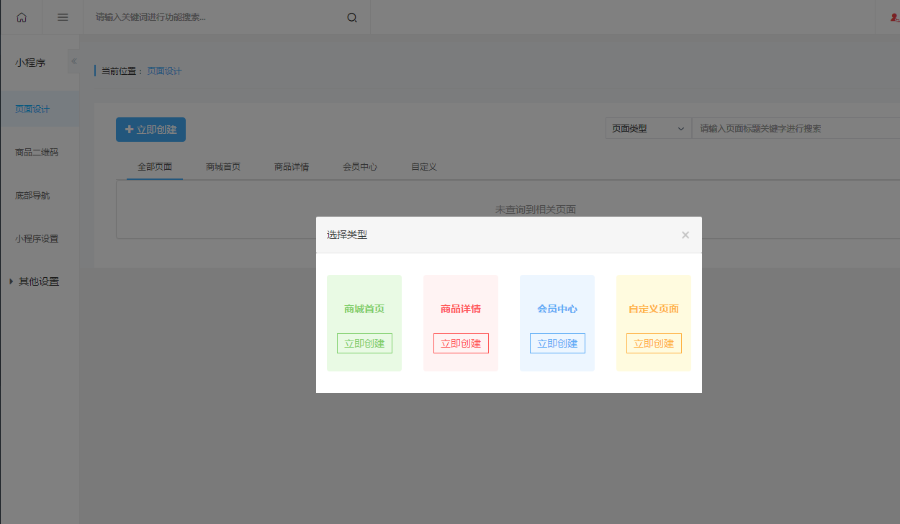 请输入关键词进行功能搜索...
小程序
页面设计
商品二维码
底部导航
小程序设置
其他设置
当前位置： 页面设计
立即创建
页面类型
请输入页面标题关键字进行搜索
全部页面 商城首页 商品详情 会员中心 自定义
未查询到相关页面
选择类型
商城首页 商品详情 会员中心 自定义页面
立即创建 立即创建 立即创建 立即创建